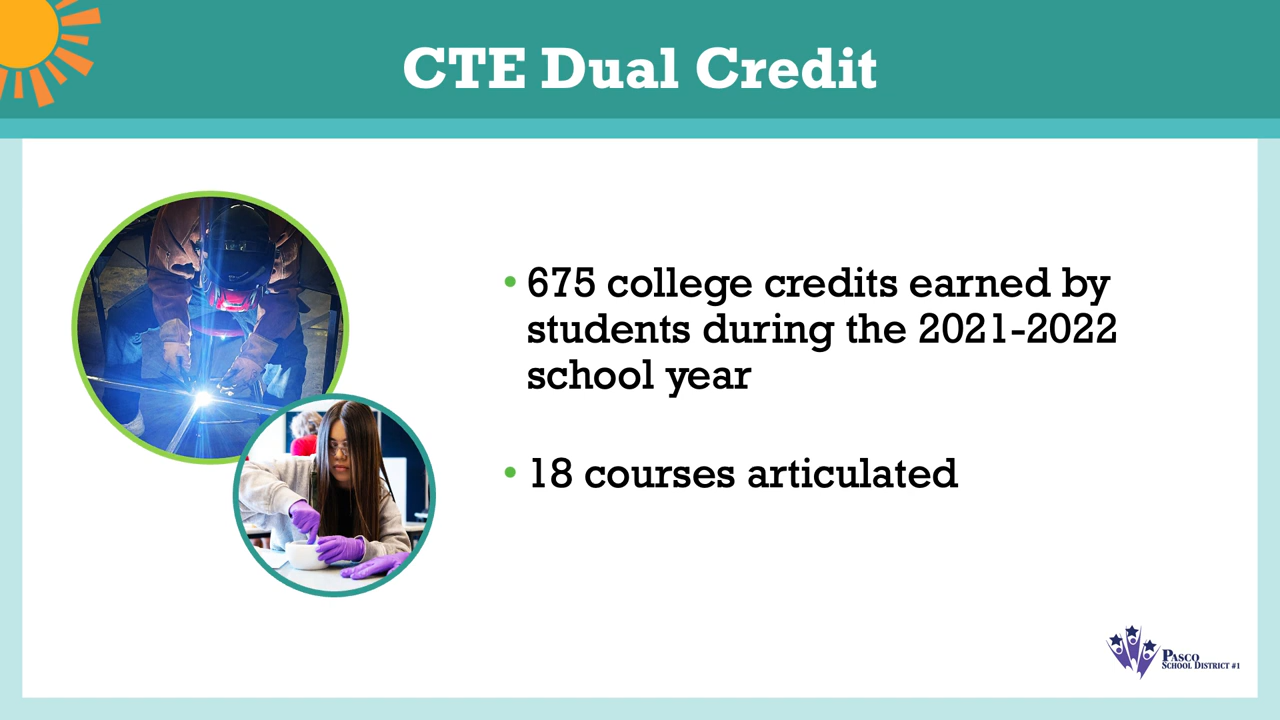 CTE Dual Credit
• 675 college credits earned by
students during the 2021-2022
school year
• 18 courses articulated
PASCO
SCHOOL DISTRICT #1